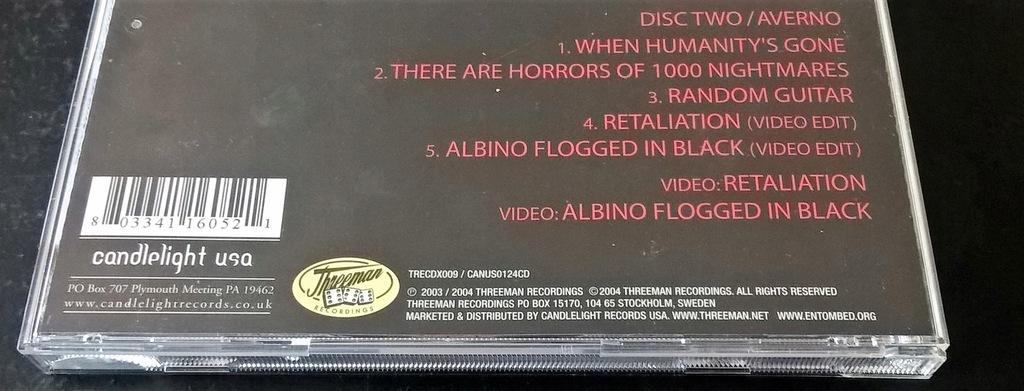 DISC TWO / AVERNO
1. WHEN HUMANITY'S GONE
2. THERE ARE HORRORS OF 1000 NIGHTMARES
3. RANDOM GUITAR
4. RETALIATION (VIDEO EDIT)
5. ALBINO FLOGGED IN BLACK (VIDEO EDIT)
VIDEO: RETALIATION
VIDEO: ALBINO FLOGGED IN BLACK
8 03341 16052 1
candlelight usa
PO Box 707 Plymouth Meeting PA 19462
www.candlelightrecords.co.uk
Threeman
RECORDINGS
TRECDX009 / CANUS0124CD
℗ 2003 / 2004 THREEMAN RECORDINGS ©2004 THREEMAN RECORDINGS. ALL RIGHTS RESERVED
THREEMAN RECORDINGS PO BOX 15170, 104 65 STOCKHOLM, SWEDEN
MARKETED & DISTRIBUTED BY CANDLELIGHT RECORDS USA. WWW.THREEMAN.NET WWW.ENTOMBED.ORG